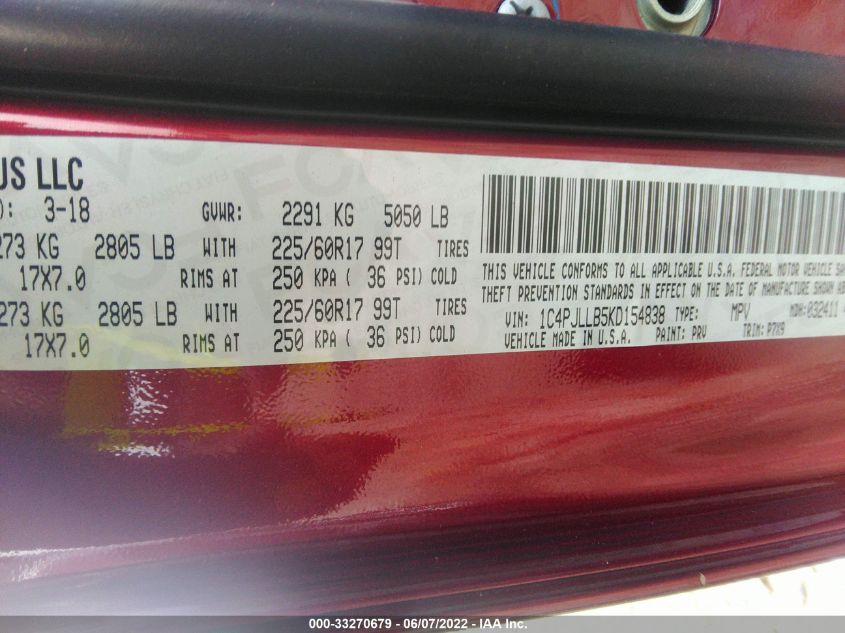 US LLC
3-18 GVWR: 2291 KG 5050 LB
273 KG 2805 LB WITH 225/60R17 99T TIRES
17X7.0 RIMS AT 250 KPA ( 36 PSI) COLD
273 KG 2805 LB WITH 225/60R17 99T TIRES
17X7.0 RIMS AT 250 KPA ( 36 PSI) COLD
THIS VEHICLE CONFORMS TO ALL APPLICABLE U.S.A. FEDERAL MOTOR VEHICLE
THEFT PREVENTION STANDARDS IN EFFECT ON THE DATE OF MANUFACTURE SHOWN
VIN: 1C4PJLLB5KD154838 TYPE: MPV MDH:032411
VEHICLE MADE IN U.S.A. PAINT: PRV TRIM:
000-33270679 - 06/07/2022 - IAA Inc.